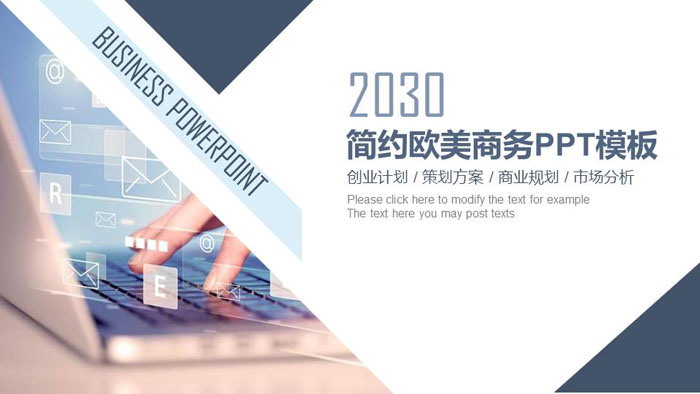 BUSINESS POWERPOINT
2030
简约欧美商务PPT模板
创业计划 / 策划方案 / 商业规划 / 市场分析
Please click here to modify the text for example
The text here you may post texts
@
R
@
E